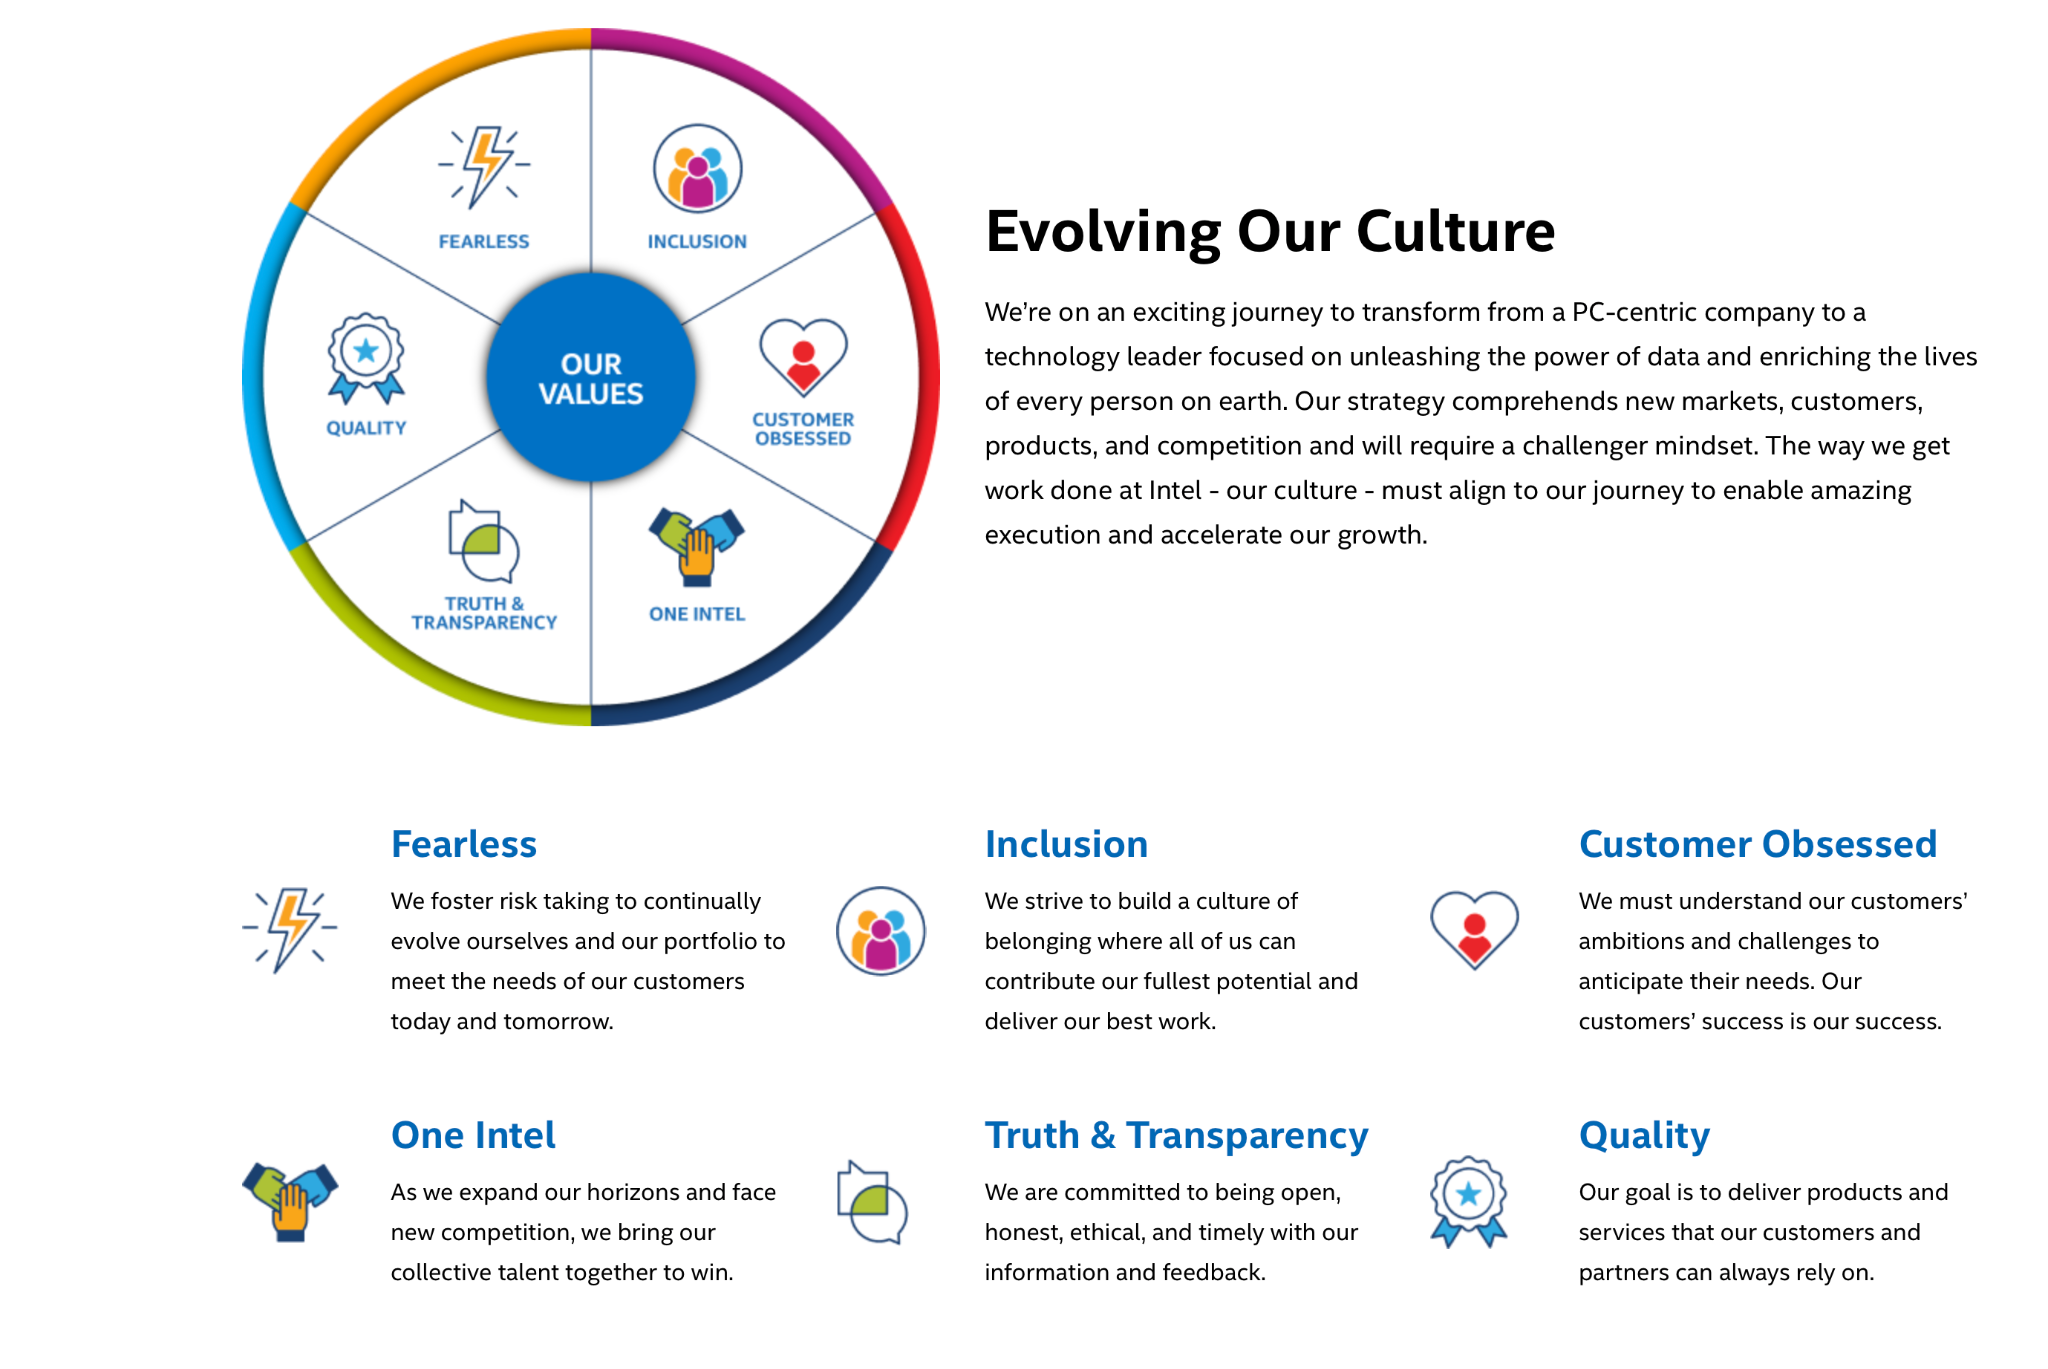 FEARLESS
INCLUSION
QUALITY
OUR
VALUES
CUSTOMER
OBSESSED
TRUTH &
TRANSPARENCY
ONE INTEL
Evolving Our Culture
We’re on an exciting journey to transform from a PC-centric company to a
technology leader focused on unleashing the power of data and enriching the lives
of every person on earth. Our strategy comprehends new markets, customers,
products, and competition and will require a challenger mindset. The way we get
work done at Intel - our culture - must align to our journey to enable amazing
execution and accelerate our growth.
Fearless
We foster risk taking to continually
evolve ourselves and our portfolio to
meet the needs of our customers
today and tomorrow.
Inclusion
We strive to build a culture of
belonging where all of us can
contribute our fullest potential and
deliver our best work.
Customer Obsessed
We must understand our customers’
ambitions and challenges to
anticipate their needs. Our
customers’ success is our success.
One Intel
As we expand our horizons and face
new competition, we bring our
collective talent together to win.
Truth & Transparency
We are committed to being open,
honest, ethical, and timely with our
information and feedback.
Quality
Our goal is to deliver products and
services that our customers and
partners can always rely on.